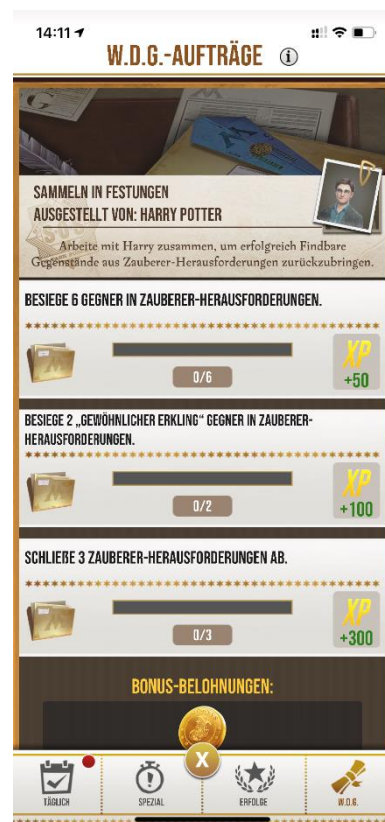 14:11
W.D.G.-AUFTRÄGE i
SAMMELN IN FESTUNGEN
AUSGESTELLT VON: HARRY POTTER
Arbeite mit Harry zusammen, um erfolgreich Findbare
Gegenstände aus Zauberer-Herausforderungen zurückzubringen.
BESIEGE 6 GEGNER IN ZAUBERER-HERAUSFORDERUNGEN.
XP
0/6
+50
BESIEGE 2 „GEWÖHNLICHER ERKLING“ GEGNER IN ZAUBERER-
HERAUSFORDERUNGEN.
XP
0/2
+100
SCHLIEßE 3 ZAUBERER-HERAUSFORDERUNGEN AB.
XP
0/3
+300
BONUS-BELOHNUNGEN:
X
TÄGLICH
SPEZIAL
ERFOLGE
W.D.G.